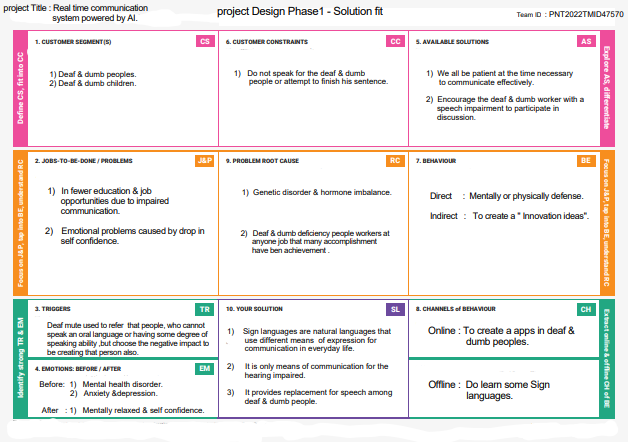 project Title : Real time communication
system powered by AI.
project Design Phase1 - Solution fit
Team ID : PNT2022TMID47570
Define CS, fit into CC
1. CUSTOMER SEGMENT(S)
CS
1) Deaf & dumb peoples.
2) Deaf & dumb children.
6. CUSTOMER CONSTRAINTS
CC
1) Do not speak for the deaf & dumb
people or attempt to finish his sentence.
5. AVAILABLE SOLUTIONS
AS
1) We all be patient at the time necessary
to communicate effectively.
2) Encourage the deaf & dumb worker with a
speech impairment to participate in
discussion.
Explore AS, differentiate
Focus on J&P, tap into BE, understand RC
2. JOBS-TO-BE-DONE / PROBLEMS
J&P
1) In fewer education & job
opportunities due to impaired
communication.
2) Emotional problems caused by drop in
self confidence.
9. PROBLEM ROOT CAUSE
RC
1) Genetic disorder & hormone imbalance.
2) Deaf & dumb deficiency people workers at
anyone job that many accomplishment
have ben achievement .
7. BEHAVIOUR
BE
Direct : Mentally or physically defense.
Indirect : To create a " Innovation ideas".
Focus on J&P, tap into BE, understand RC
Identify strong TR & EM
3. TRIGGERS
TR
Deaf mute used to refer that people, who cannot
speak an oral language or having some degree of
speaking ability ,but choose the negative impact to
be creating that person also.
4. EMOTIONS: BEFORE / AFTER
EM
Before: 1) Mental health disorder.
2) Anxiety &depression.
After : 1) Mentally relaxed & self confidence.
10. YOUR SOLUTION
SL
1) Sign languages are natural languages that
use different means of expression for
communication in everyday life.
2) It is only means of communication for the
hearing impaired.
3) It provides replacement for speech among
deaf & dumb people.
8. CHANNELS of BEHAVIOUR
CH
Online : To create a apps in deaf &
dumb peoples.
Offline : Do learn some Sign
languages.
Extract online & offline CH of BE